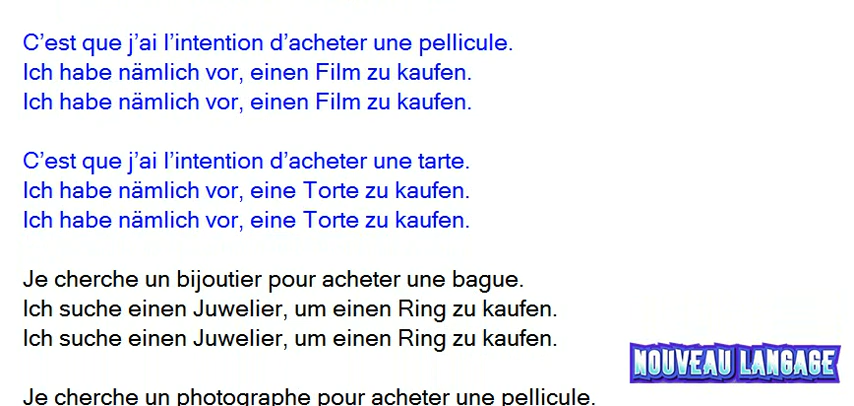 C’est que j’ai l’intention d’acheter une pellicule.
Ich habe nämlich vor, einen Film zu kaufen.
Ich habe nämlich vor, einen Film zu kaufen.
C’est que j’ai l’intention d’acheter une tarte.
Ich habe nämlich vor, eine Torte zu kaufen.
Ich habe nämlich vor, eine Torte zu kaufen.
Je cherche un bijoutier pour acheter une bague.
Ich suche einen Juwelier, um einen Ring zu kaufen.
Ich suche einen Juwelier, um einen Ring zu kaufen.
NOUVEAU LANGAGE
Je cherche un photographe pour acheter une pellicule.